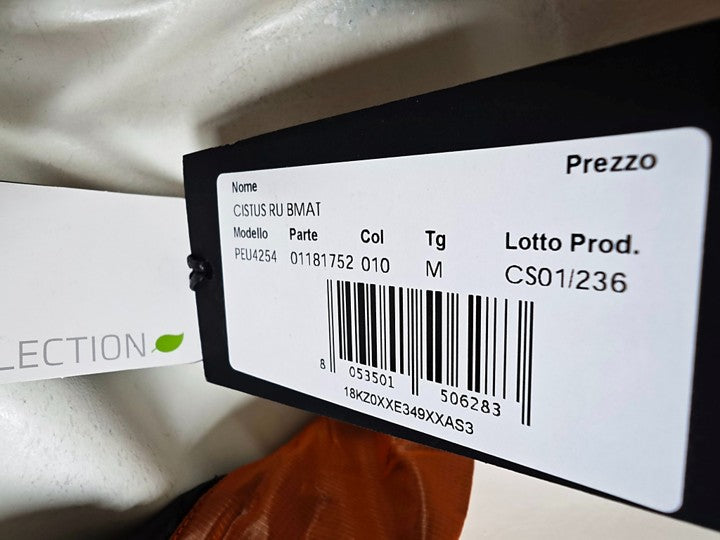 Prezzo
Nome
CISTUS RU BMAT
Modello Parte Col Tg Lotto Prod.
PEU4254 01181752 010 M CS01/236
8 053501 506283
18KZ0XXE349XXAS3
LECTION